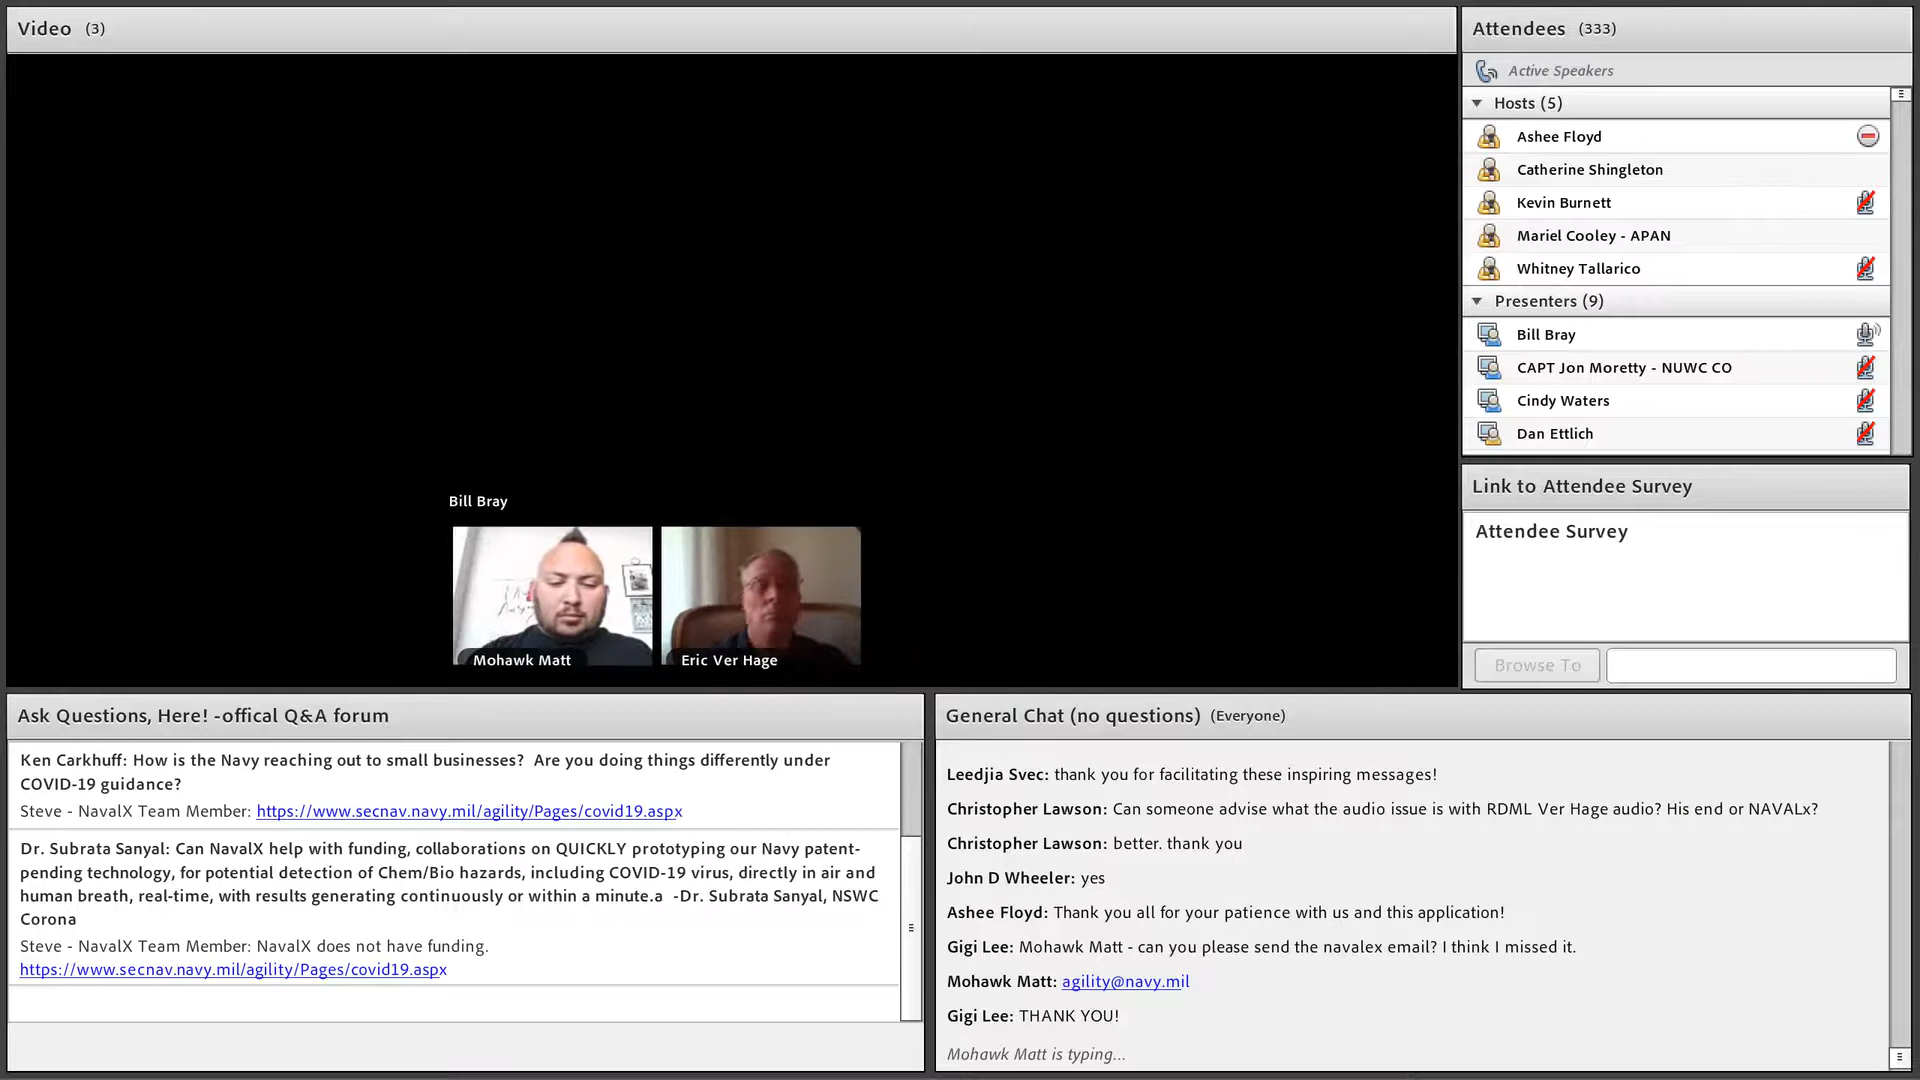 Video (3)
Bill Bray
Mohawk Matt
Eric Ver Hage
Attendees (333)
Active Speakers
Hosts (5)
Ashee Floyd
Catherine Shingleton
Kevin Burnett
Mariel Cooley - APAN
Whitney Tallarico
Presenters (9)
Bill Bray
CAPT Jon Moretty - NUWC CO
Cindy Waters
Dan Ettlich
Link to Attendee Survey
Attendee Survey
Browse To
Ask Questions, Here! -offical Q&A forum
Ken Carkhuff: How is the Navy reaching out to small businesses?  Are you doing things differently under
COVID-19 guidance?
Steve - NavalX Team Member: https://www.secnav.navy.mil/agility/Pages/covid19.aspx
Dr. Subrata Sanyal: Can NavalX help with funding, collaborations on QUICKLY prototyping our Navy patent-
pending technology, for potential detection of Chem/Bio hazards, including COVID-19 virus, directly in air and
human breath, real-time, with results generating continuously or within a minute.a  -Dr. Subrata Sanyal, NSWC
Corona
Steve - NavalX Team Member: NavalX does not have funding.
https://www.secnav.navy.mil/agility/Pages/covid19.aspx
General Chat (no questions) (Everyone)
Leedjia Svec: thank you for facilitating these inspiring messages!
Christopher Lawson: Can someone advise what the audio issue is with RDML Ver Hage audio? His end or NAVALx?
Christopher Lawson: better. thank you
John D Wheeler: yes
Ashee Floyd: Thank you all for your patience with us and this application!
Gigi Lee: Mohawk Matt - can you please send the navalex email? I think I missed it.
Mohawk Matt: agility@navy.mil
Gigi Lee: THANK YOU!
Mohawk Matt is typing...